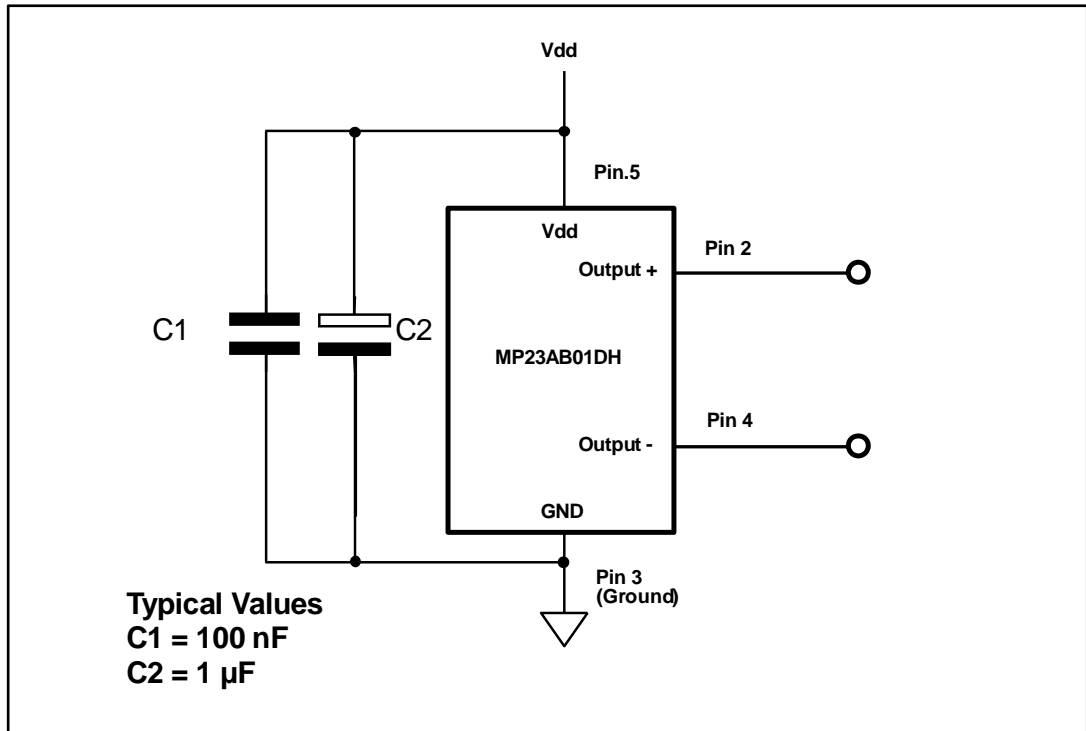 Vdd
Pin.5
Vdd
Pin 2
Output +
C1
C2
MP23AB01DH
Pin 4
Output -
GND
Pin 3
(Ground)
Typical Values
C1 = 100 nF
C2 = 1 µF